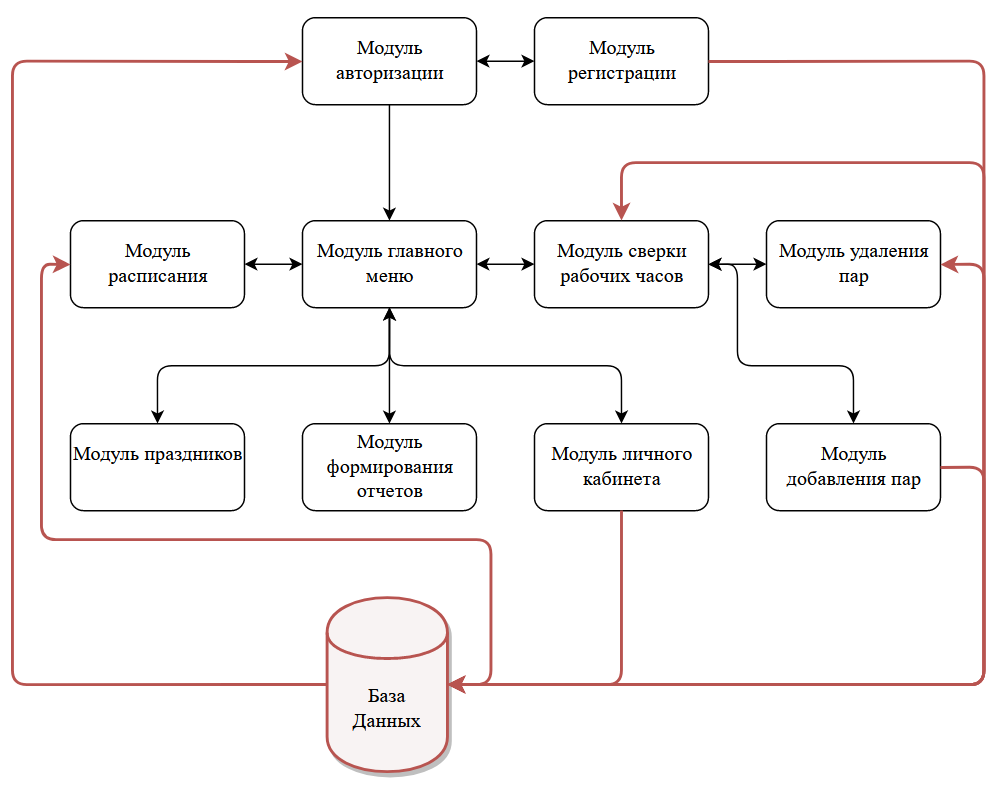 Модуль
авторизации
Модуль
регистрации
Модуль
расписания
Модуль главного
меню
Модуль сверки
рабочих часов
Модуль удаления
пар
Модуль праздников
Модуль
формирования
отчетов
Модуль личного
кабинета
Модуль
добавления пар
База
Данных